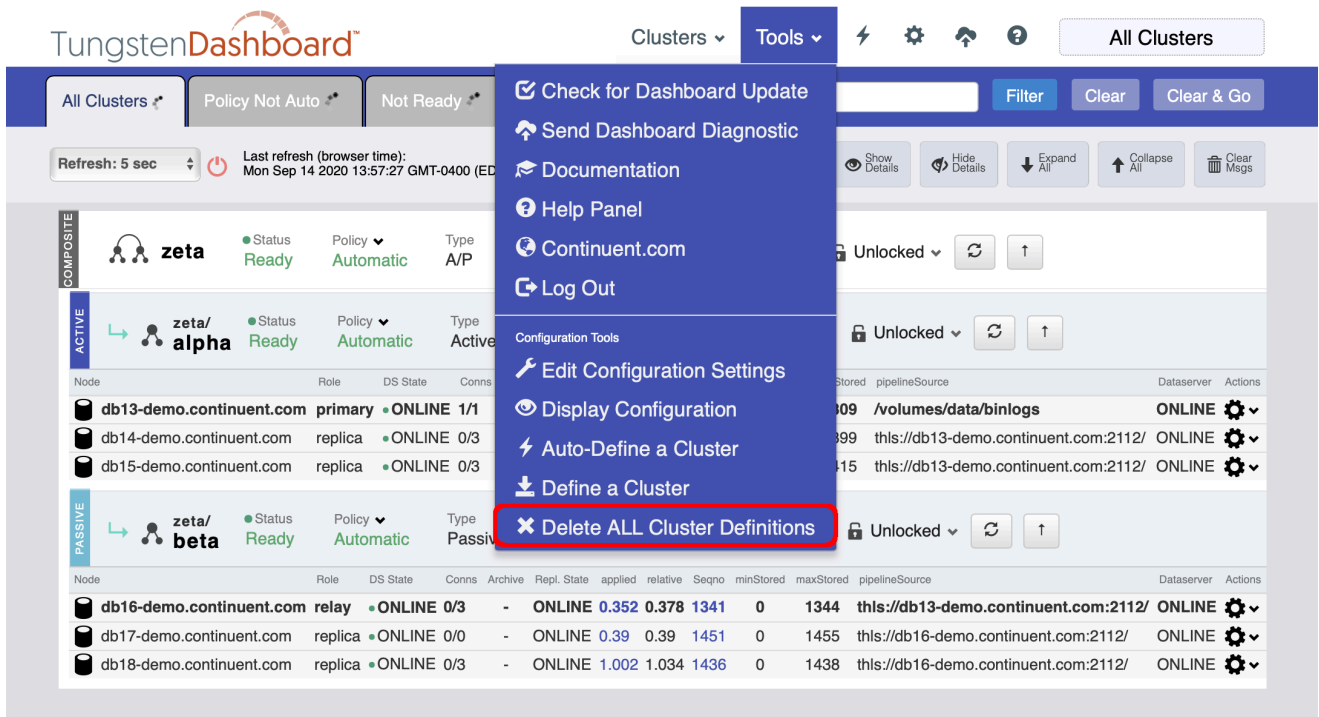 TungstenDashboard™
Clusters
Tools
All Clusters
All Clusters
Policy Not Auto
Not Ready
Filter
Clear
Clear & Go
Check for Dashboard Update
Send Dashboard Diagnostic
Documentation
Help Panel
Continuent.com
Log Out
Configuration Tools
Edit Configuration Settings
Display Configuration
Auto-Define a Cluster
Define a Cluster
Delete ALL Cluster Definitions
Refresh: 5 sec
Last refresh (browser time):
Mon Sep 14 2020 13:57:27 GMT-0400 (ED
Show Details
Hide Details
Expand All
Collapse All
Clear Msgs
COMPOSITE
zeta
Status
Ready
Policy
Automatic
Type
A/P
Unlocked
ACTIVE
zeta/
alpha
Status
Ready
Policy
Automatic
Type
Active
Unlocked
Node Role DS State Conns Stored pipelineSource Dataserver Actions
db13-demo.continuent.com primary ONLINE 1/1 309 /volumes/data/binlogs ONLINE
db14-demo.continuent.com replica ONLINE 0/3 399 thls://db13-demo.continuent.com:2112/ ONLINE
db15-demo.continuent.com replica ONLINE 0/3 415 thls://db13-demo.continuent.com:2112/ ONLINE
PASSIVE
zeta/
beta
Status
Ready
Policy
Automatic
Type
Passiv
Unlocked
Node Role DS State Conns Archive Repl. State applied relative Seqno minStored maxStored pipelineSource Dataserver Actions
db16-demo.continuent.com relay ONLINE 0/3 - ONLINE 0.352 0.378 1341 0 1344 thls://db13-demo.continuent.com:2112/ ONLINE
db17-demo.continuent.com replica ONLINE 0/0 - ONLINE 0.39 0.39 1451 0 1455 thls://db16-demo.continuent.com:2112/ ONLINE
db18-demo.continuent.com replica ONLINE 0/3 - ONLINE 1.002 1.034 1436 0 1438 thls://db16-demo.continuent.com:2112/ ONLINE